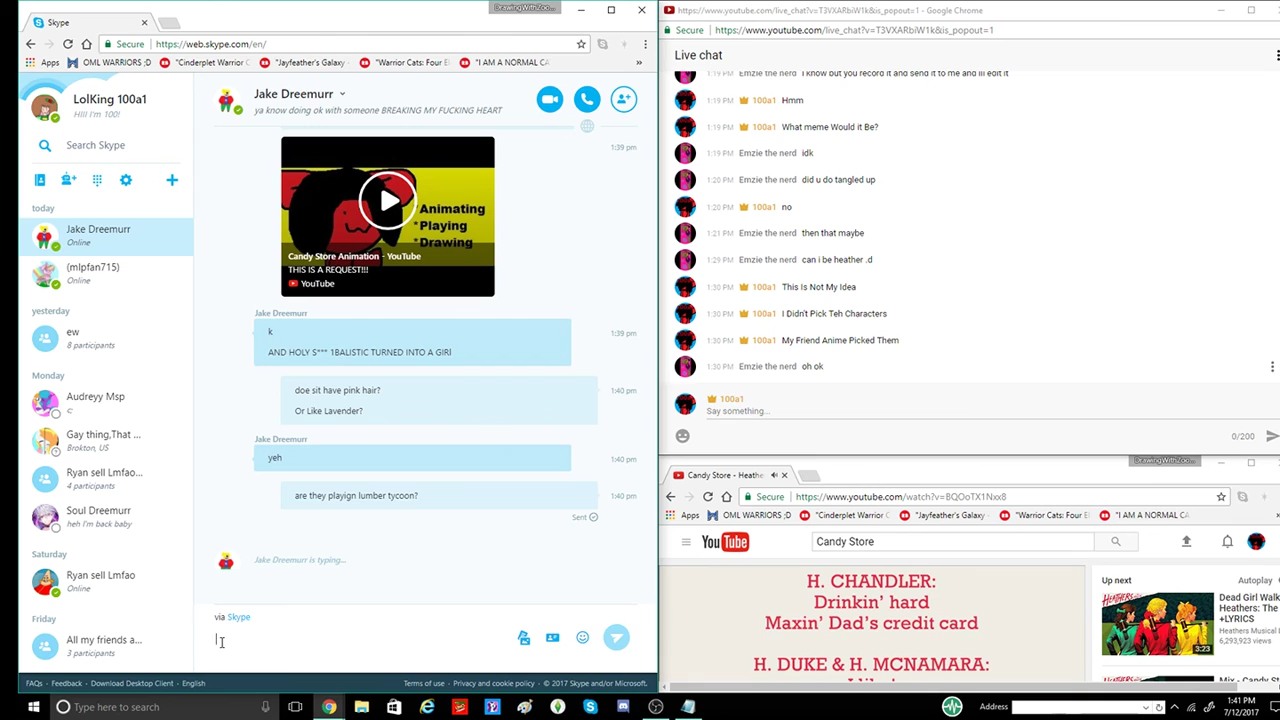 Skype
DrawingWithZoo...
Secure
https://web.skype.com/en/
Apps
OML WARRIORS ;D
"Cinderplet Warrior C
"Jayfeather's Galaxy
"Warrior Cats: Four E
"I AM A NORMAL CA
»
LolKing 100a1
HIII I'm 100!
Search Skype
today
Jake Dreemurr
Online
(mlpfan715)
Online
yesterday
ew
8 participants
Monday
Audreyy Msp
c:
Gay thing,That ...
Brokton, US
Ryan sell Lmfao...
4 participants
Soul Dreemurr
heh I'm back baby
Saturday
Ryan sell Lmfao
Online
Friday
All my friends a...
3 participants
Jake Dreemurr
ya know doing ok with someone BREAKING MY FUCKING HEART
1:39 pm
Animating
*Playing
*Drawing
Candy Store Animation - YouTube
THIS IS A REQUEST!!!
YouTube
Jake Dreemurr
k
1:39 pm
AND HOLY S*** 1BALISTIC TURNED INTO A GIRl
doe sit have pink hair?
1:40 pm
Or Like Lavender?
Jake Dreemurr
yeh
1:40 pm
are they playign lumber tycoon?
1:40 pm
Sent
Jake Dreemurr is typing...
via Skype
FAQs
Feedback
Download Desktop Client
English
Terms of use
Privacy and cookie policy
© 2017 Skype and/or Microsoft.
https://www.youtube.com/live_chat?v=T3VXARbiW1k&is_popout=1 - Google Chrome
Secure
https://www.youtube.com/live_chat?v=T3VXARbiW1k&is_popout=1
Live chat
1:19 PM Emzie the nerd I know but you record it and send it to me and ill edit it
1:19 PM 100a1 Hmm
1:19 PM 100a1 What meme Would it Be?
1:19 PM Emzie the nerd idk
1:20 PM Emzie the nerd did u do tangled up
1:20 PM 100a1 no
1:21 PM Emzie the nerd then that maybe
1:29 PM Emzie the nerd can i be heather .d
1:30 PM 100a1 This Is Not My Idea
1:30 PM 100a1 I Didn't Pick Teh Characters
1:30 PM 100a1 My Friend Anime Picked Them
1:30 PM Emzie the nerd oh ok
100a1
Say something...
0/200
DrawingWithZoo...
Candy Store - Heathe
Secure
https://www.youtube.com/watch?v=BQOoTX1Nxx8
Apps
OML WARRIORS ;D
"Cinderplet Warrior C
"Jayfeather's Galaxy
"Warrior Cats: Four E
"I AM A NORMAL CA
YouTube
Candy Store
H. CHANDLER:
Drinkin' hard
Maxin' Dad's credit card
H. DUKE & H. MCNAMARA:
Up next
Autoplay
Dead Girl Walk
Heathers: The
+LYRICS
Heathers Musical L
6,296,923 views
3:23
Mix - Candy S
Type here to search
Address
1:41 PM
7/12/2017